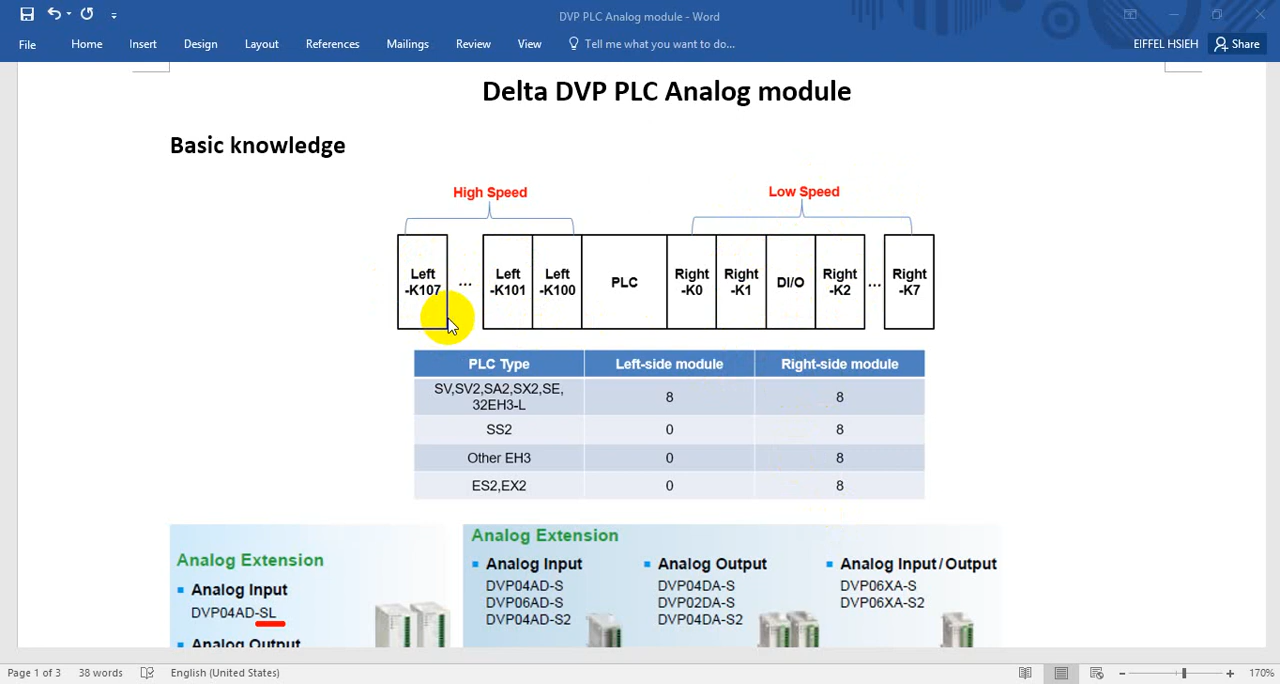 DVP PLC Analog module - Word
File Home Insert Design Layout References Mailings Review View Tell me what you want to do... EIFFEL HSIEH Share
Delta DVP PLC Analog module
Basic knowledge
High Speed Low Speed
Left -K107 ... Left -K101 Left -K100 PLC Right -K0 Right -K1 DI/O Right -K2 ... Right -K7
PLC Type Left-side module Right-side module
SV,SV2,SA2,SX2,SE,
32EH3-L 8 8
SS2 0 8
Other EH3 0 8
ES2,EX2 0 8
Analog Extension
Analog Input
DVP04AD-SL
Analog Output
Analog Extension
Analog Input Analog Output Analog Input/Output
DVP04AD-S DVP04DA-S DVP06XA-S
DVP06AD-S DVP02DA-S DVP06XA-S2
DVP04AD-S2 DVP04DA-S2
Page 1 of 3 38 words English (United States) 170%